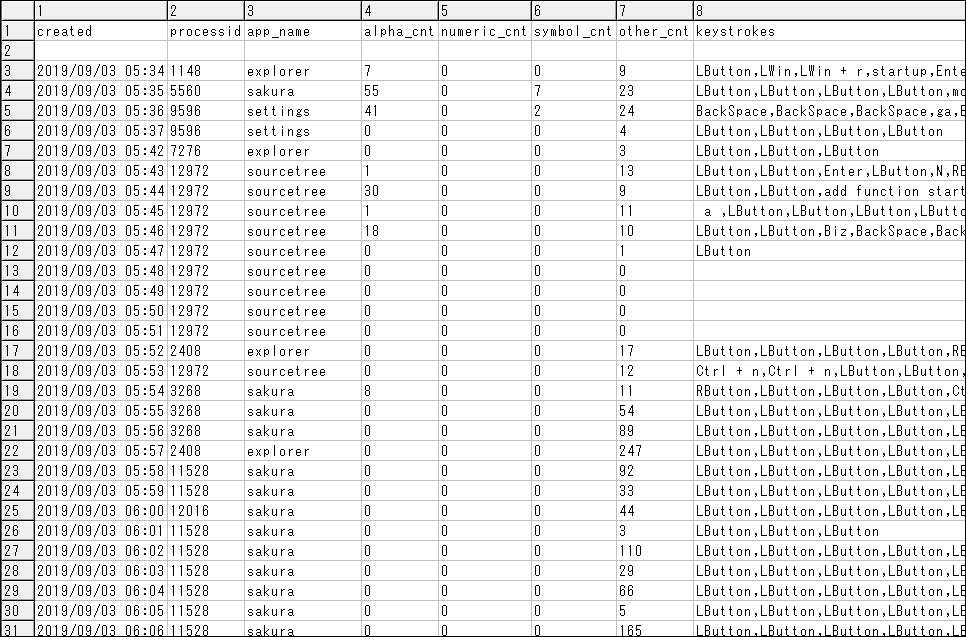 1 2 3 4 5 6 7 8
1 created processid app_name alpha_cnt numeric_cnt symbol_cnt other_cnt keystrokes
2
3 2019/09/03 05:34 1148 explorer 7 0 0 9 LButton,LWin,LWin + r,startup,Ente
4 2019/09/03 05:35 5560 sakura 55 0 7 23 LButton,LButton,LButton,LButton,mc
5 2019/09/03 05:36 9596 settings 41 0 2 24 BackSpace,BackSpace,BackSpace,ga,E
6 2019/09/03 05:37 9596 settings 0 0 0 4 LButton,LButton,LButton,LButton
7 2019/09/03 05:42 7276 explorer 0 0 0 3 LButton,LButton,LButton
8 2019/09/03 05:43 12972 sourcetree 1 0 0 13 LButton,LButton,Enter,LButton,N,RE
9 2019/09/03 05:44 12972 sourcetree 30 0 0 9 LButton,LButton,add function start
10 2019/09/03 05:45 12972 sourcetree 1 0 0 11 a ,LButton,LButton,LButton,LButto
11 2019/09/03 05:46 12972 sourcetree 18 0 0 10 LButton,LButton,Biz,BackSpace,Back
12 2019/09/03 05:47 12972 sourcetree 0 0 0 1 LButton
13 2019/09/03 05:48 12972 sourcetree 0 0 0 0
14 2019/09/03 05:49 12972 sourcetree 0 0 0 0
15 2019/09/03 05:50 12972 sourcetree 0 0 0 0
16 2019/09/03 05:51 12972 sourcetree 0 0 0 0
17 2019/09/03 05:52 2408 explorer 0 0 0 17 LButton,LButton,LButton,LButton,RE
18 2019/09/03 05:53 12972 sourcetree 0 0 0 12 Ctrl + n,Ctrl + n,LButton,LButton,
19 2019/09/03 05:54 3268 sakura 8 0 0 11 RButton,LButton,LButton,LButton,Ct
20 2019/09/03 05:55 3268 sakura 0 0 0 54 LButton,LButton,LButton,LButton,LE
21 2019/09/03 05:56 3268 sakura 0 0 0 89 LButton,LButton,LButton,LButton,LE
22 2019/09/03 05:57 2408 explorer 0 0 0 247 LButton,LButton,LButton,LButton,LE
23 2019/09/03 05:58 11528 sakura 0 0 0 92 LButton,LButton,LButton,LButton,LE
24 2019/09/03 05:59 11528 sakura 0 0 0 33 LButton,LButton,LButton,LButton,LE
25 2019/09/03 06:00 12016 sakura 0 0 0 44 LButton,LButton,LButton,LButton,LE
26 2019/09/03 06:01 11528 sakura 0 0 0 3 LButton,LButton,LButton
27 2019/09/03 06:02 11528 sakura 0 0 0 110 LButton,LButton,LButton,LButton,LE
28 2019/09/03 06:03 11528 sakura 0 0 0 29 LButton,LButton,LButton,LButton,LE
29 2019/09/03 06:04 11528 sakura 0 0 0 66 LButton,LButton,LButton,LButton,LE
30 2019/09/03 06:05 11528 sakura 0 0 0 5 LButton,LButton,LButton,LButton,LE
31 2019/09/03 06:06 11528 sakura 0 0 0 165 LButton,LButton,LButton,LButton,LE